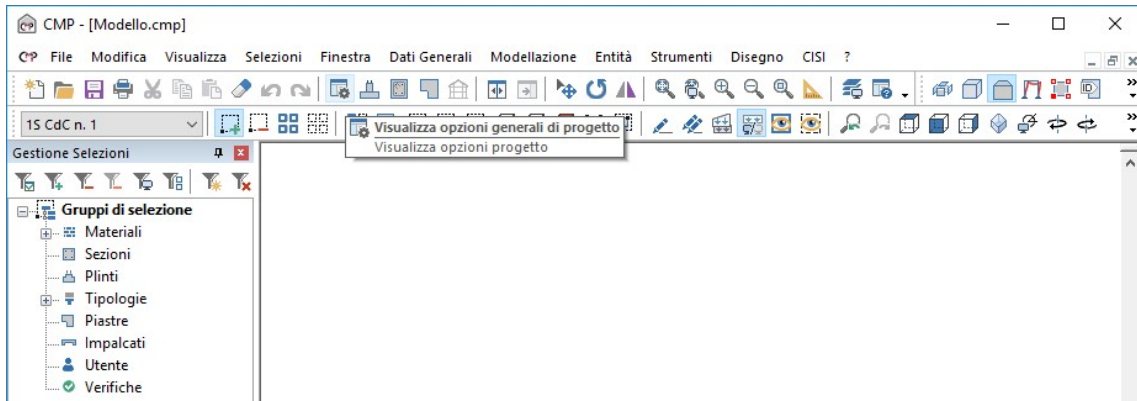 CMP - [Modello.cmp]
CMP File Modifica Visualizza Selezioni Finestra Dati Generali Modellazione Entità Strumenti Disegno CISI ?
1S CdC n. 1
Visualizza opzioni generali di progetto
Visualizza opzioni progetto
Gestione Selezioni
Gruppi di selezione
Materiali
Sezioni
Plinti
Tipologie
Piastre
Impalcati
Utente
Verifiche